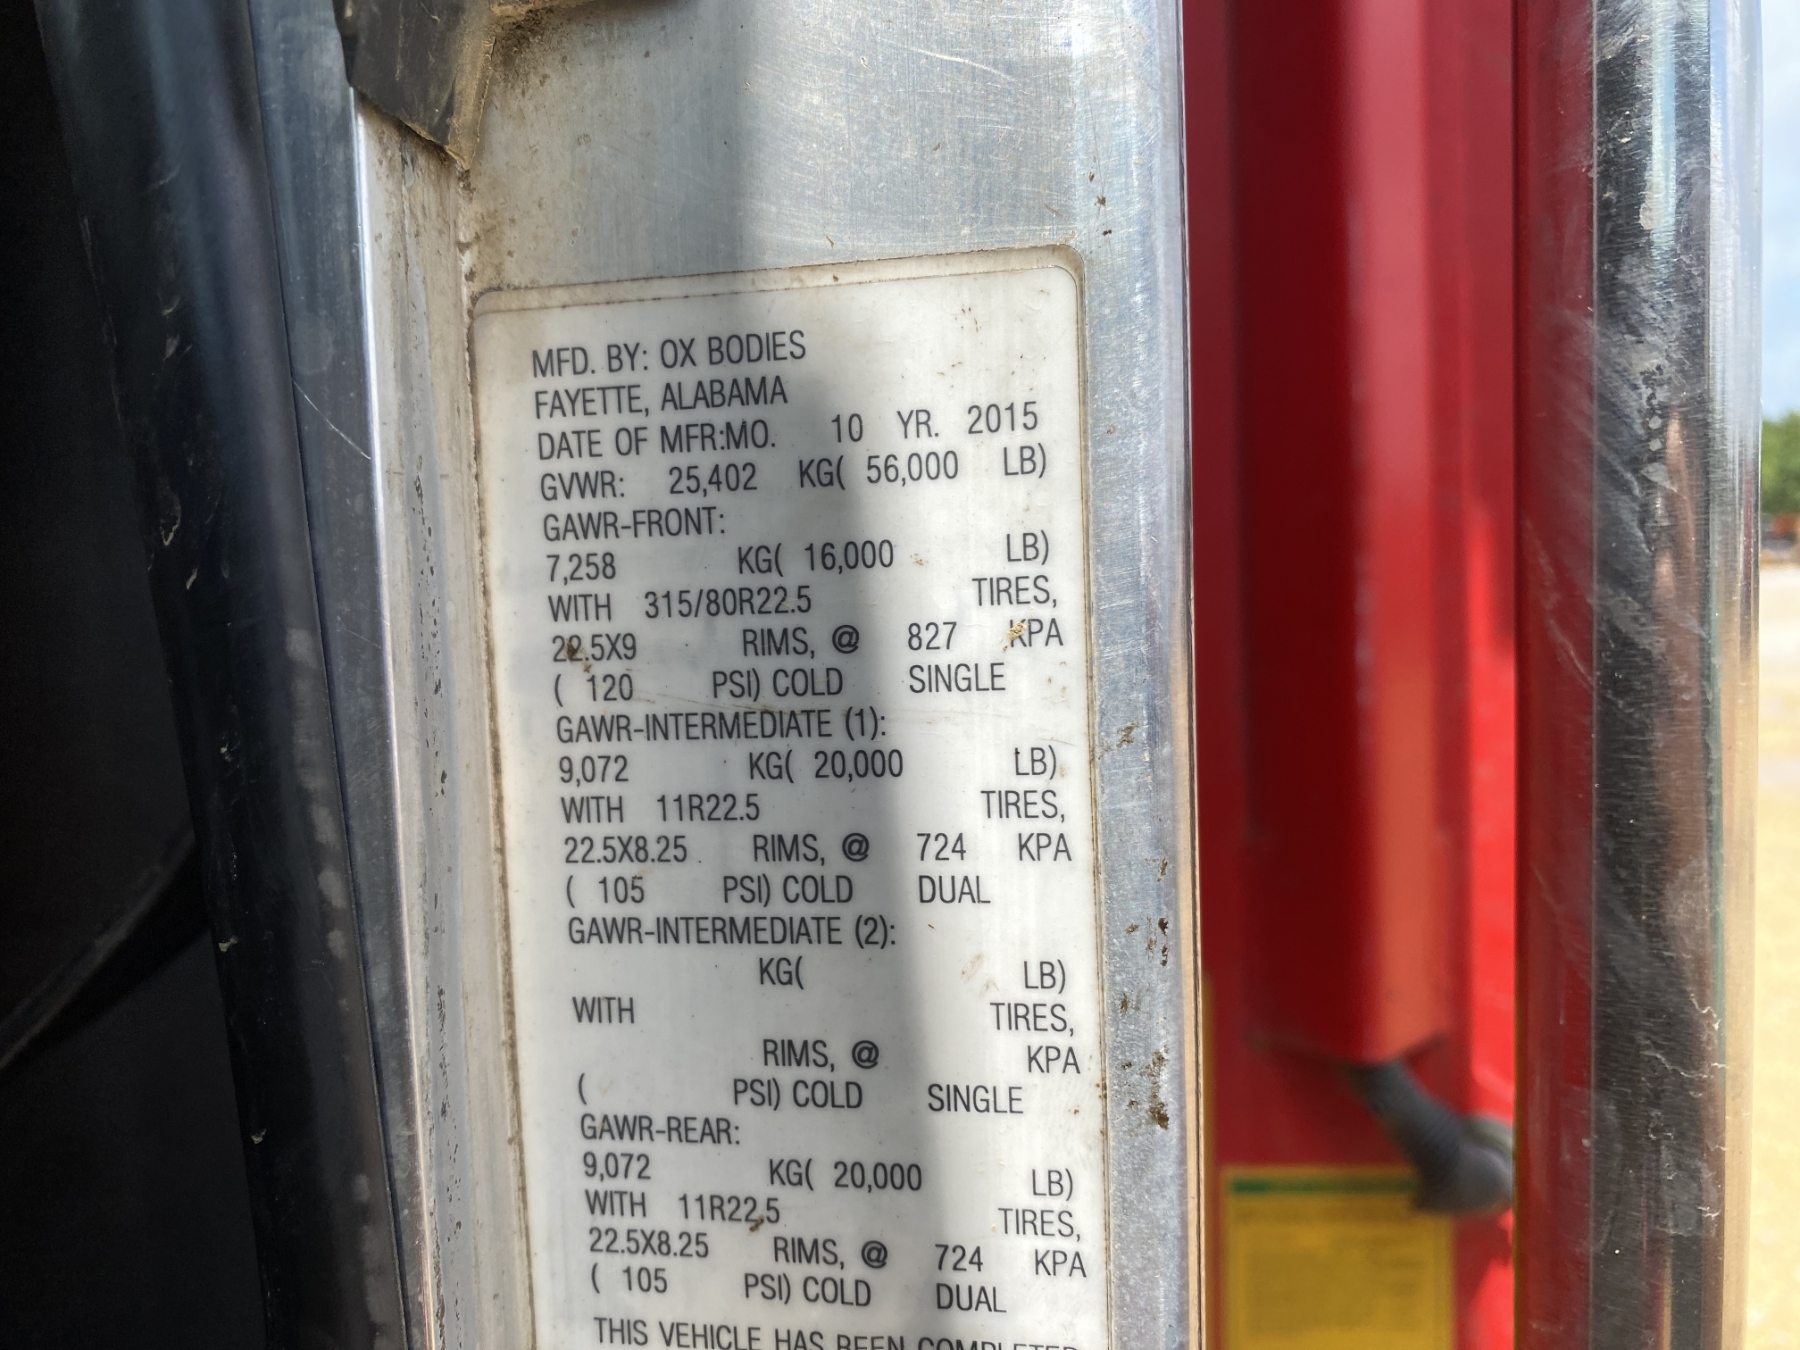 MFD. BY: OX BODIES
FAYETTE, ALABAMA
DATE OF MFR:MO. 10 YR. 2015
GVWR: 25,402 KG( 56,000 LB)
GAWR-FRONT:
7,258 KG( 16,000 LB)
WITH 315/80R22.5 TIRES,
22.5X9 RIMS, @ 827 KPA
( 120 PSI) COLD SINGLE
GAWR-INTERMEDIATE (1):
9,072 KG( 20,000 LB)
WITH 11R22.5 TIRES,
22.5X8.25 RIMS, @ 724 KPA
( 105 PSI) COLD DUAL
GAWR-INTERMEDIATE (2):
KG( LB)
WITH TIRES,
RIMS, @ KPA
( PSI) COLD SINGLE
GAWR-REAR:
9,072 KG( 20,000 LB)
WITH 11R22.5 TIRES,
22.5X8.25 RIMS, @ 724 KPA
( 105 PSI) COLD DUAL
THIS VEHICLE HAS BEEN COMPLETED